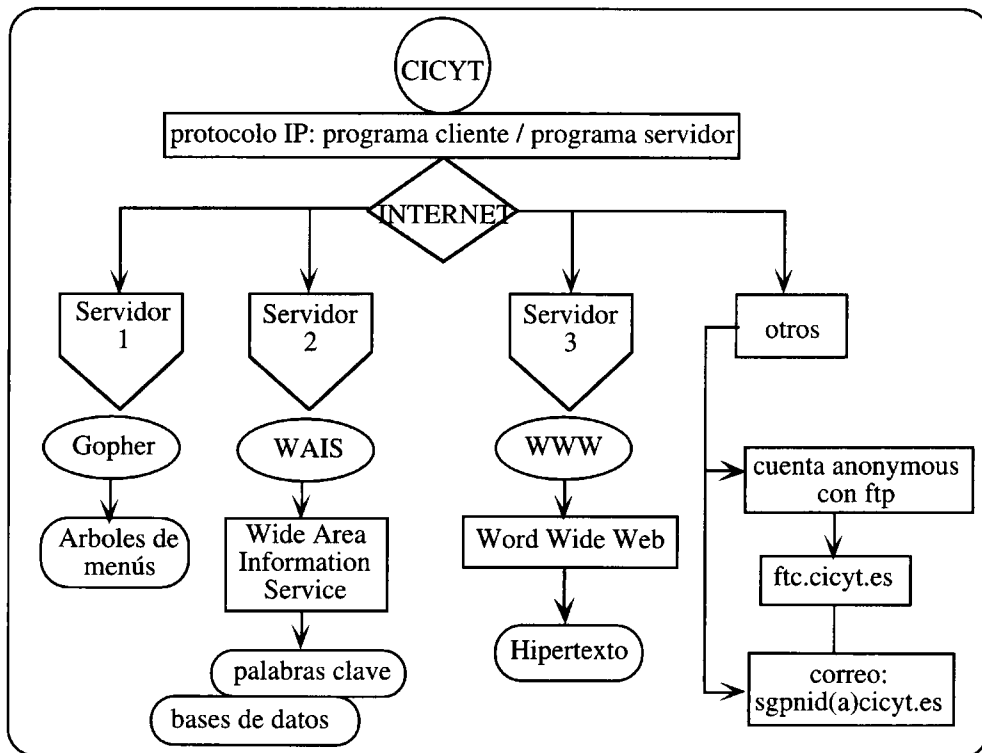 CICYT
protocolo IP: programa cliente / programa servidor
INTERNET
Servidor
1
Servidor
2
Servidor
3
otros
Gopher
WAIS
WWW
Arboles de
menús
Wide Area
Information
Service
palabras clave
bases de datos
Word Wide Web
Hipertexto
cuenta anonymous
con ftp
ftc.cicyt.es
correo:
sgpnid(a)cicyt.es